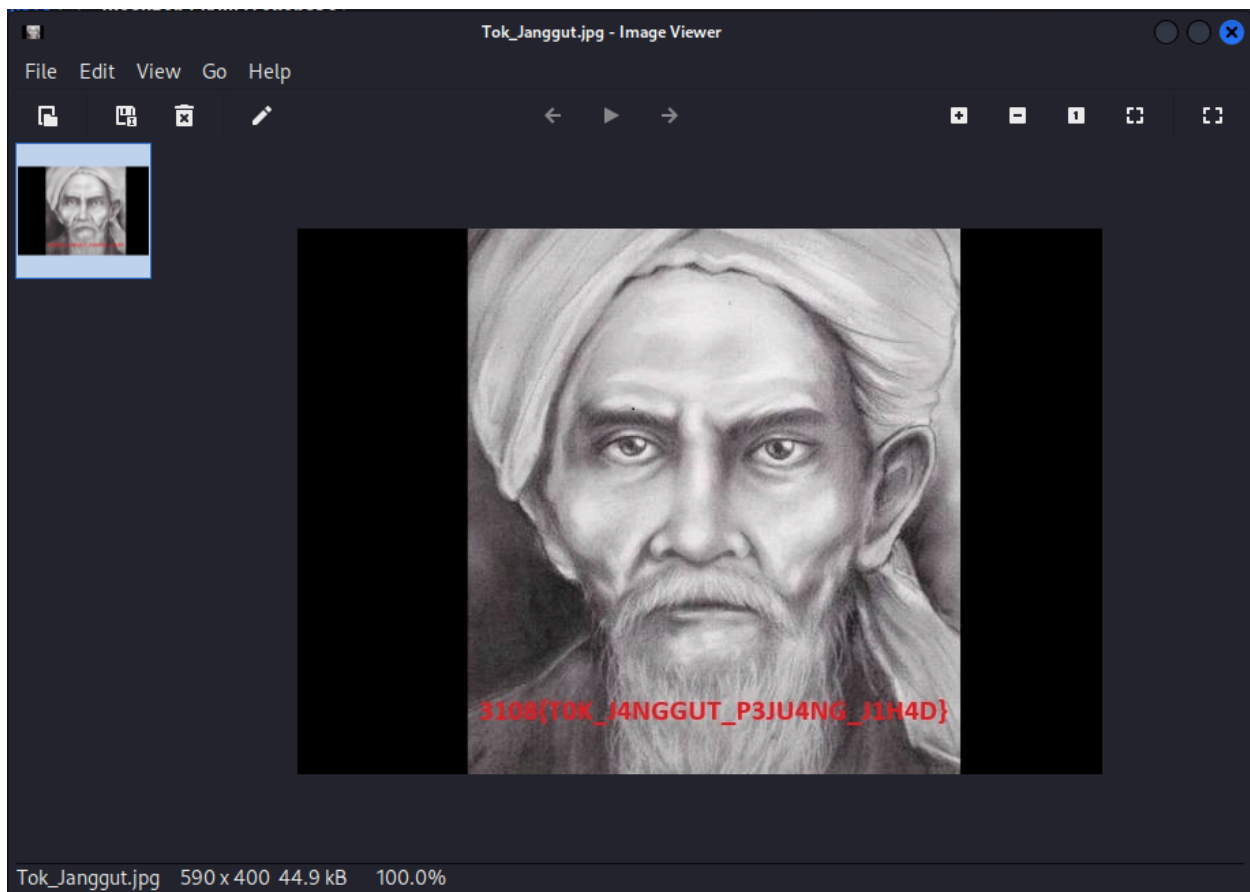 Tok_Janggut.jpg - Image Viewer
File Edit View Go Help
1
3108{T0K_J4NGGUT_P3JU4NG_J1H4D}
Tok_Janggut.jpg 590 x 400 44.9 kB 100.0%